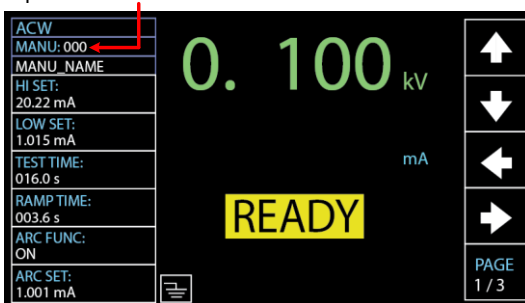 ACW
MANU: 000
MANU_NAME
HI SET:
20.22 mA
LOW SET:
1.015 mA
TEST TIME:
016.0 s
RAMP TIME:
003.6 s
ARC FUNC:
ON
ARC SET:
1.001 mA
0. 100 kV
mA
READY
PAGE
1 / 3